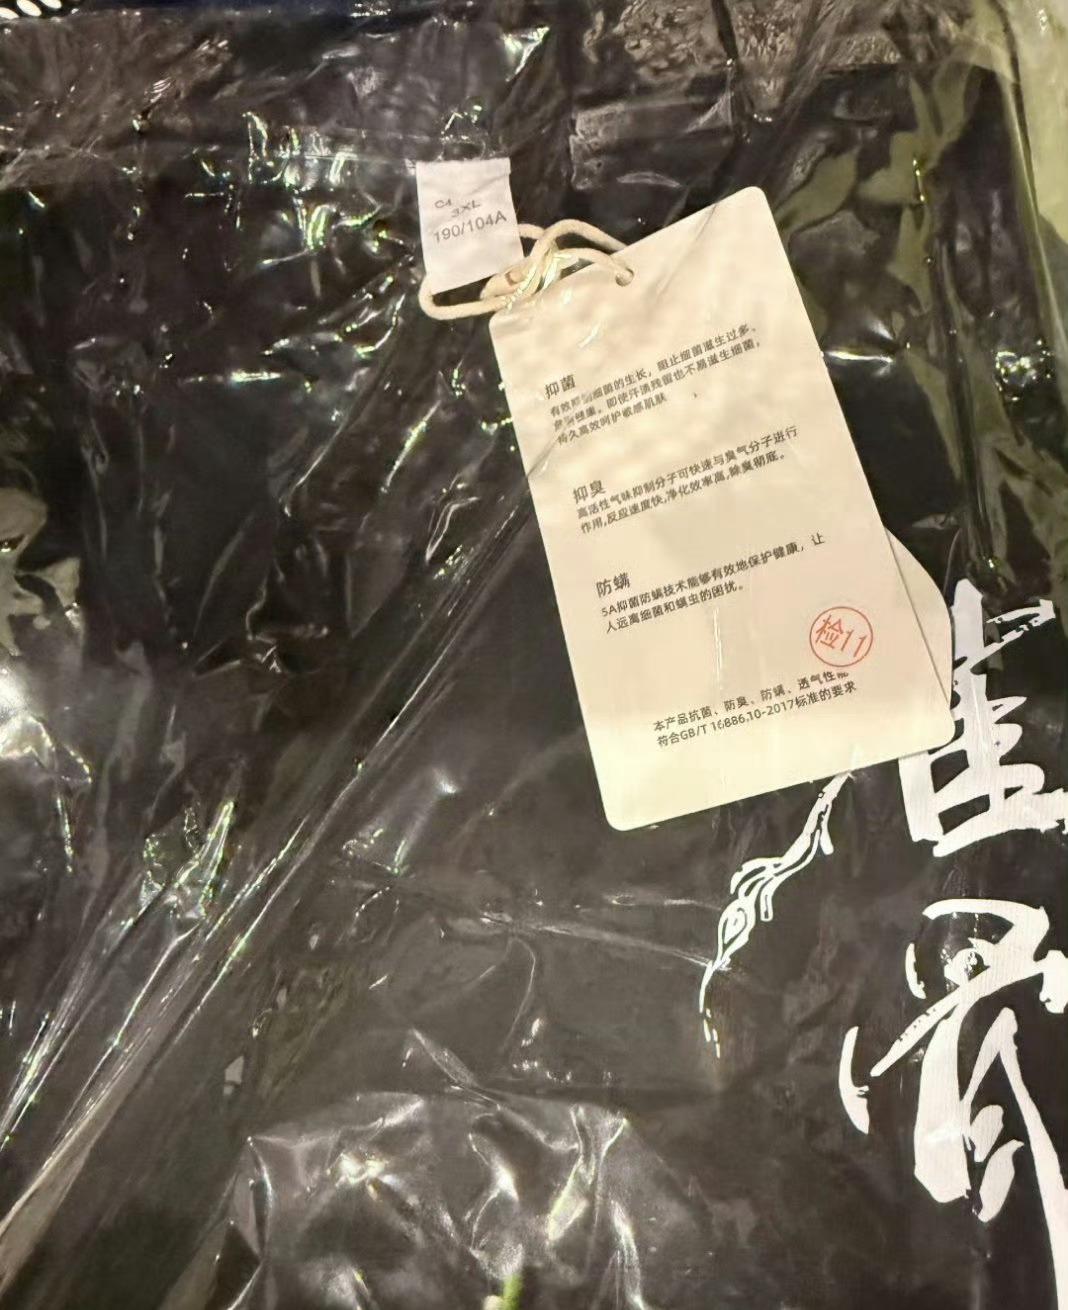 C4
3XL
190/104A
抑菌
有效抑制细菌的生长，阻止细菌滋生过多、
健康。即使汗渍残留也不易滋生细菌，
持久高效呵护敏感肌肤
抑臭
高活性气味抑制分子可快速与臭气分子进行
作用,反应速度快,净化效率高,除臭彻底。
防螨
5A抑菌防螨技术能够有效地保护健康，让
人远离细菌和螨虫的困扰。
检11
本产品抗菌、防臭、防螨、透气性能
符合GB/T 16886.10-2017标准的要求
骨